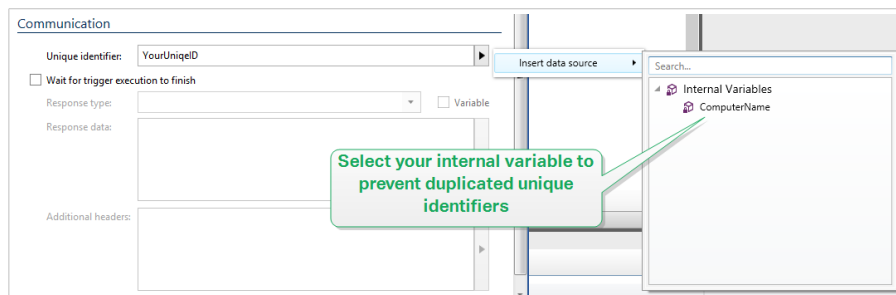 Communication
Unique identifier: YourUniqeID
Insert data source
Search...
Wait for trigger execution to finish
Internal Variables
Response type: Variable
ComputerName
Response data:
Select your internal variable to
prevent duplicated unique
identifiers
Additional headers: